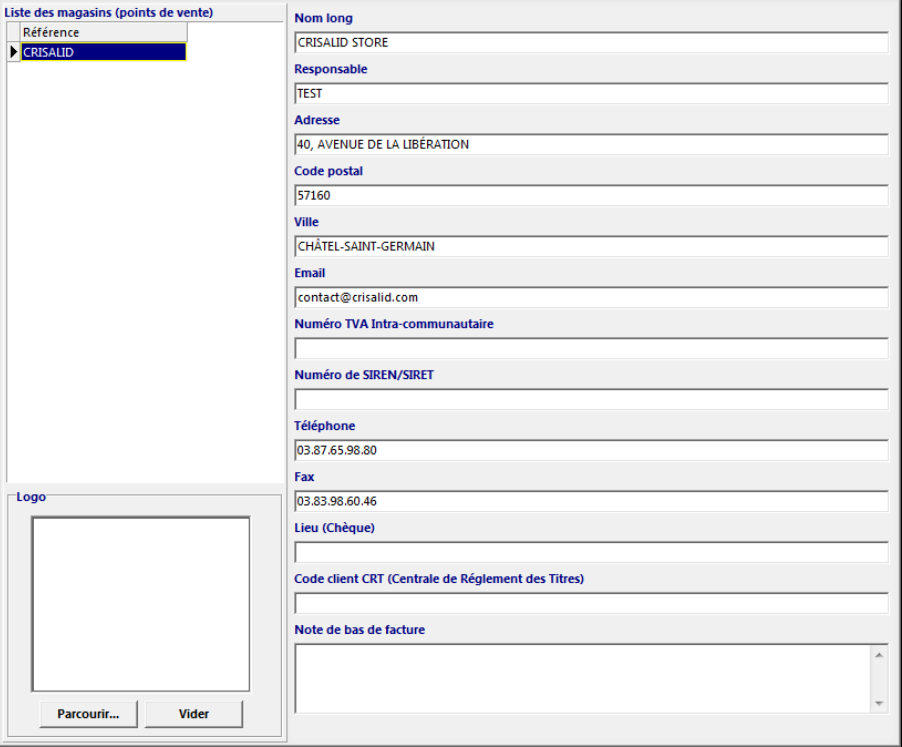 Liste des magasins (points de vente)
Référence
CRISALID
Logo
Parcourir...
Vider
Nom long
CRISALID STORE
Responsable
TEST
Adresse
40, AVENUE DE LA LIBÉRATION
Code postal
57160
Ville
CHÂTEL-SAINT-GERMAIN
Email
contact@crisalid.com
Numéro TVA Intra-communautaire
Numéro de SIREN/SIRET
Téléphone
03.87.65.98.80
Fax
03.83.98.60.46
Lieu (Chèque)
Code client CRT (Centrale de Réglement des Titres)
Note de bas de facture